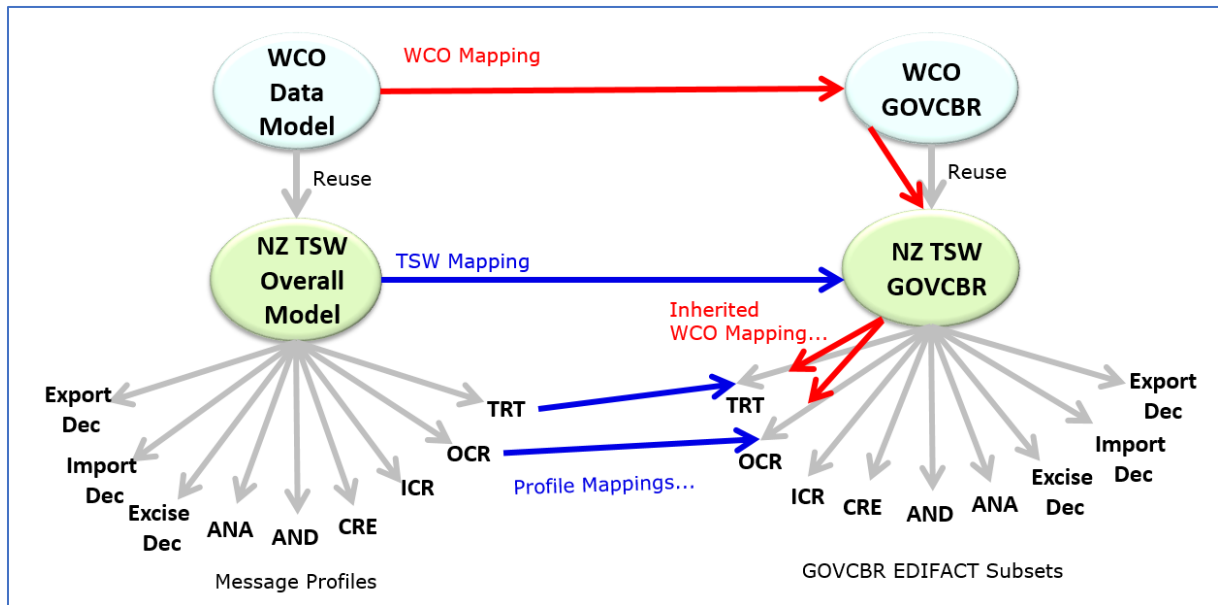 WCO
Data
Model
WCO Mapping
WCO
GOVCBR
Reuse
Reuse
NZ TSW
Overall
Model
TSW Mapping
NZ TSW
GOVCBR
Inherited
WCO Mapping...
Export
Dec
Import
Dec
Excise
Dec
ANA
AND
CRE
ICR
OCR
TRT
Profile Mappings...
TRT
OCR
ICR
CRE
AND
ANA
Excise
Dec
Import
Dec
Export
Dec
Message Profiles
GOVCBR EDIFACT Subsets